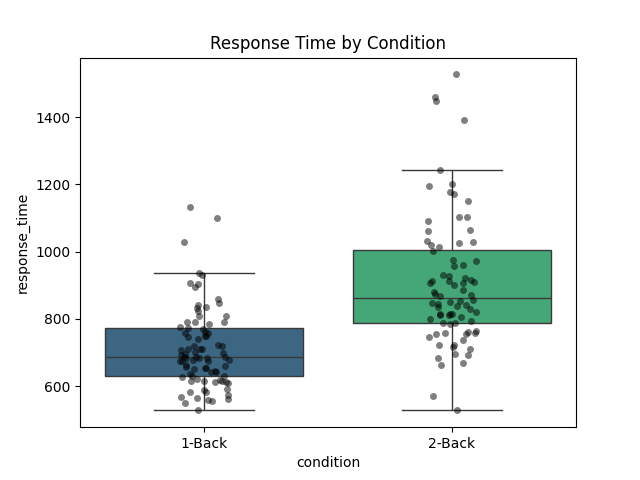 Response Time by Condition
response_time
1400
1200
1000
800
600
1-Back
2-Back
condition